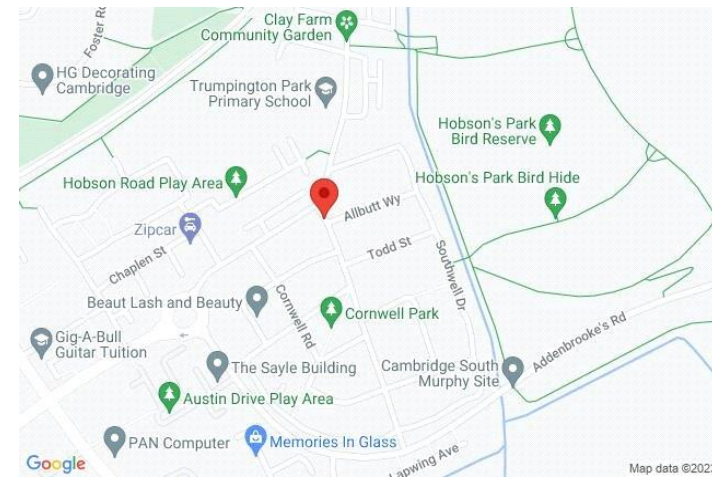 Foster Ro
Clay Farm
Community Garden
HG Decorating
Cambridge
Trumpington Park
Primary School
Hobson's Park
Bird Reserve
Hobson Road Play Area
Hobson's Park Bird Hide
Allbutt Wy
Zipcar
Chaplen St
Todd St
Southwell Dr
Beaut Lash and Beauty
Cornwell Rd
Cornwell Park
Gig-A-Bull
Guitar Tuition
The Sayle Building
Cambridge South
Murphy Site
Addenbrooke's Rd
Austin Drive Play Area
PAN Computer
Memories In Glass
Lapwing Ave
Google
Map data ©2023